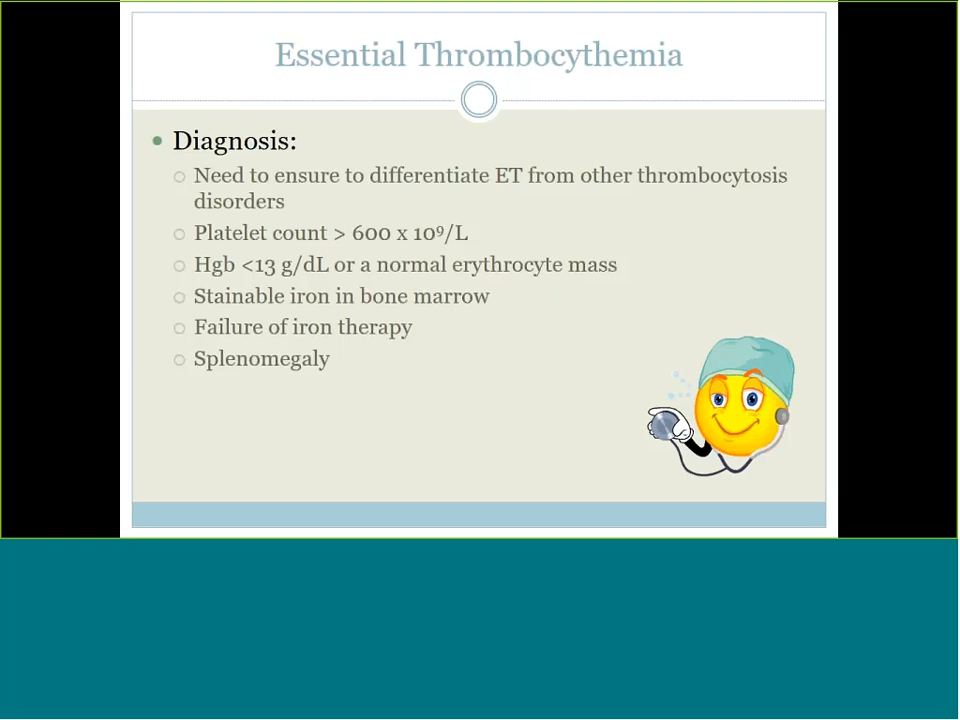 Essential Thrombocythemia
Diagnosis:
Need to ensure to differentiate ET from other thrombocytosis
disorders
Platelet count > 600 x 10⁹/L
Hgb <13 g/dL or a normal erythrocyte mass
Stainable iron in bone marrow
Failure of iron therapy
Splenomegaly